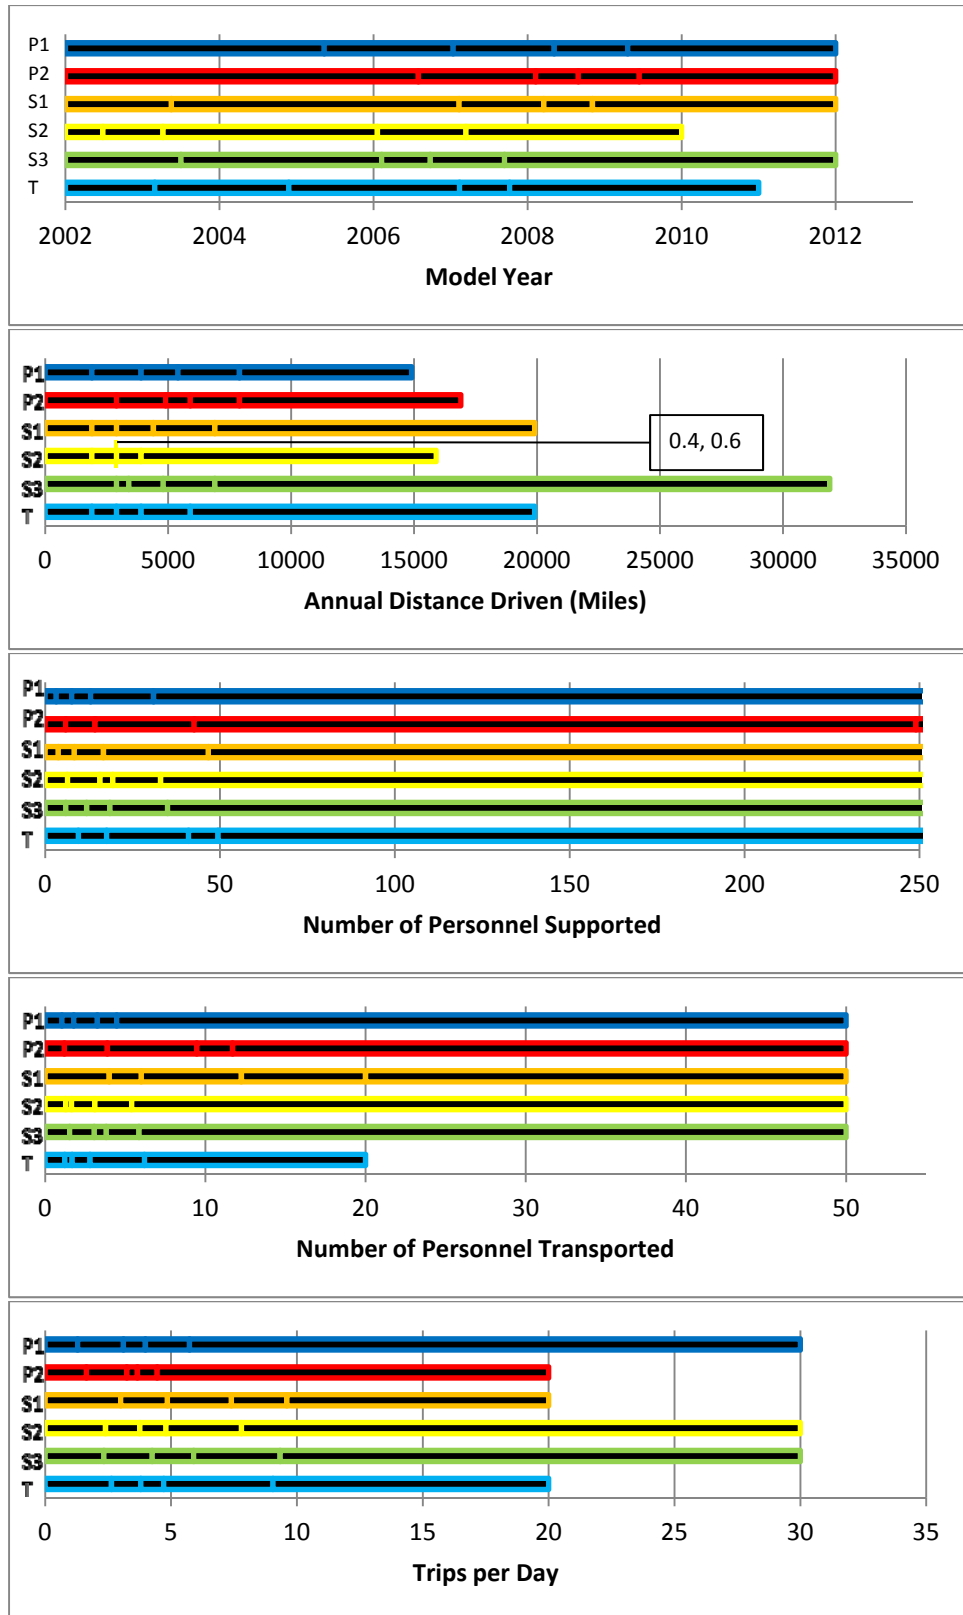 P1
P2
S1
S2
S3
T
2002 2004 2006 2008 2010 2012
Model Year
P1
P2
S1
0.4, 0.6
S2
S3
T
0 5000 10000 15000 20000 25000 30000 35000
Annual Distance Driven (Miles)
P1
P2
S1
S2
S3
T
0 50 100 150 200 250
Number of Personnel Supported
P1
P2
S1
S2
S3
T
0 10 20 30 40 50
Number of Personnel Transported
P1
P2
S1
S2
S3
T
0 5 10 15 20 25 30 35
Trips per Day